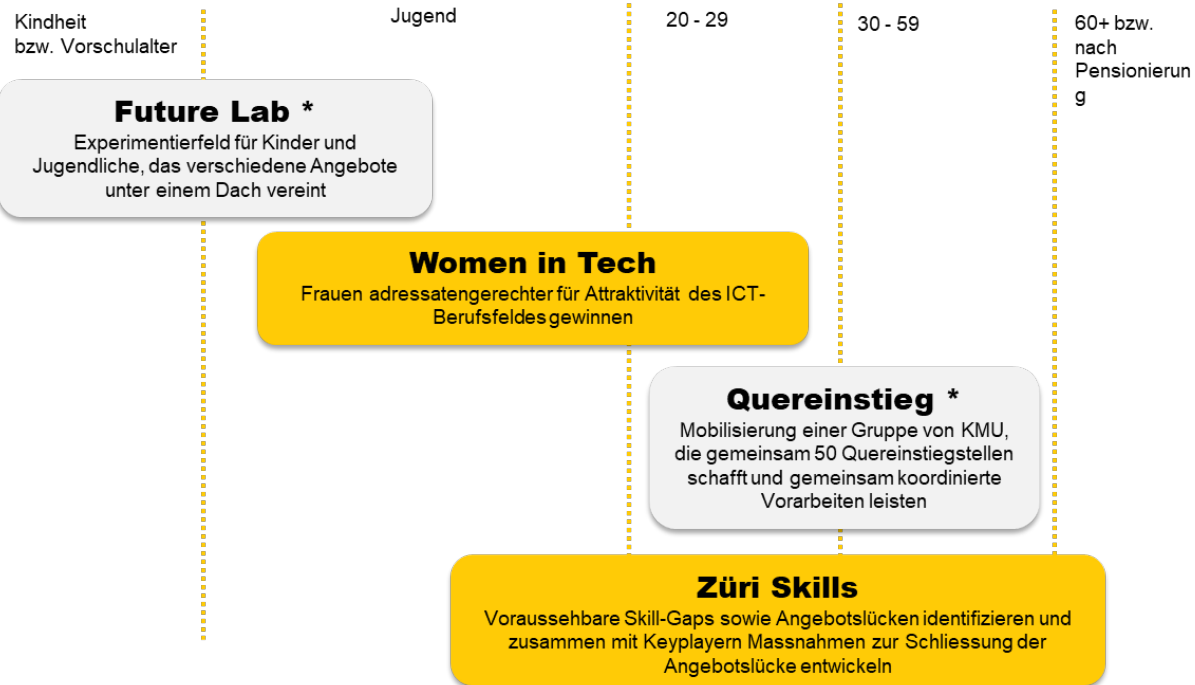 Kindheit
bzw. Vorschulalter
Jugend
20 - 29
30 - 59
60+ bzw.
nach
Pensionierun
g
Future Lab *
Experimentierfeld für Kinder und
Jugendliche, das verschiedene Angebote
unter einem Dach vereint
Women in Tech
Frauen adressatengerechter für Attraktivität des ICT-
Berufsfeldes gewinnen
Quereinstieg *
Mobilisierung einer Gruppe von KMU,
die gemeinsam 50 Quereinstiegstellen
schafft und gemeinsam koordinierte
Vorarbeiten leisten
Züri Skills
Voraussehbare Skill-Gaps sowie Angebotslücken identifizieren und
zusammen mit Keyplayern Massnahmen zur Schliessung der
Angebotslücke entwickeln